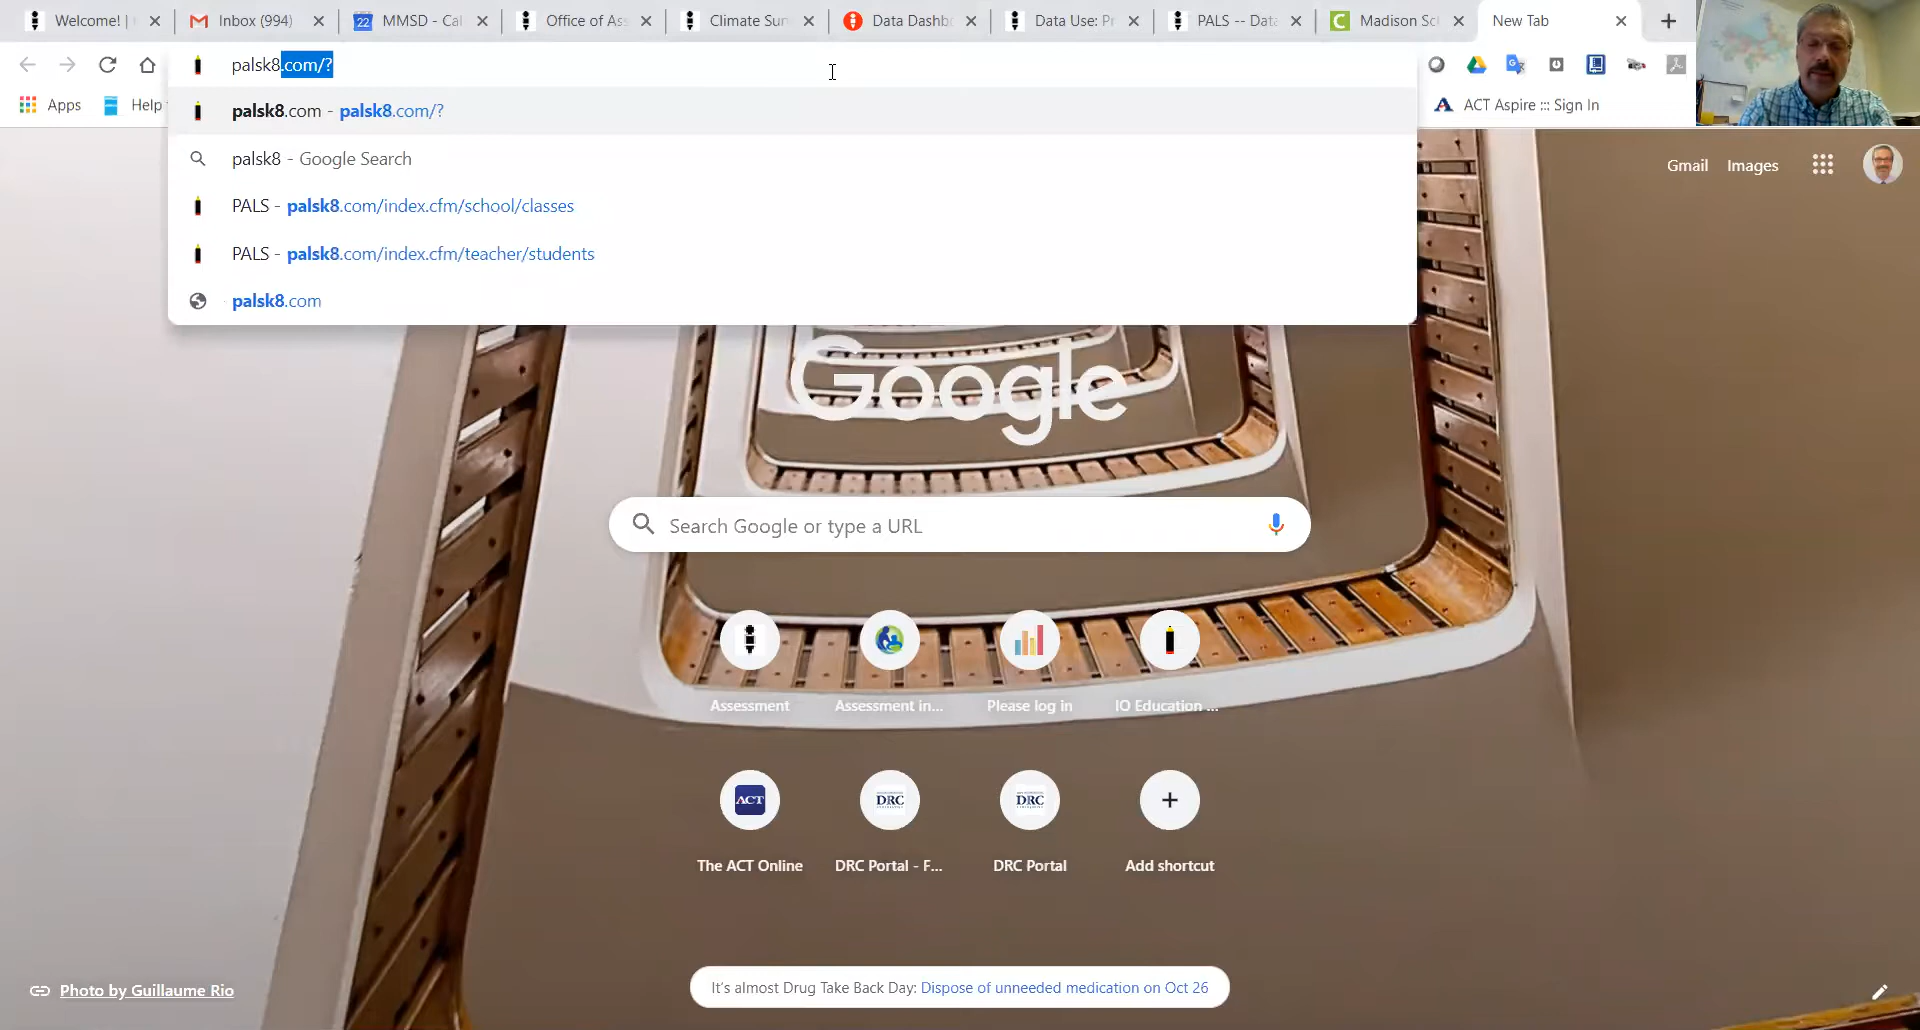 Welcome! |
Inbox (994)
MMSD - Cal
Office of Ass
Climate Sur
Data Dashb
Data Use: Pr
PALS -- Data
Madison Sc
New Tab
palsk8.com/?
Apps
Help
ACT Aspire ::: Sign In
palsk8.com - palsk8.com/?
palsk8 - Google Search
PALS - palsk8.com/index.cfm/school/classes
PALS - palsk8.com/index.cfm/teacher/students
palsk8.com
Gmail Images
Google
Search Google or type a URL
Assessment
Assessment in...
Please log in
IO Education ...
ACT
DRC
DRC
The ACT Online
DRC Portal - F...
DRC Portal
Add shortcut
It's almost Drug Take Back Day: Dispose of unneeded medication on Oct 26
Photo by Guillaume Rio